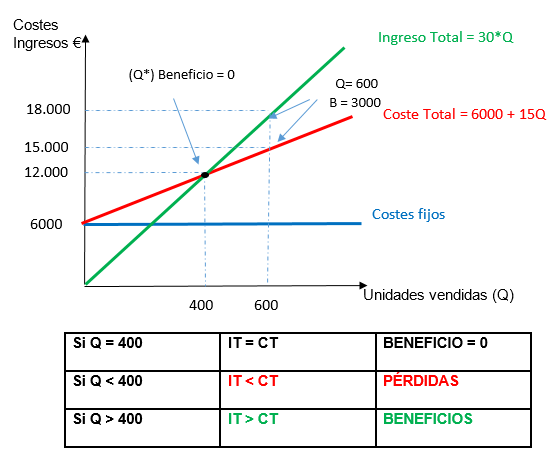 Costes
Ingresos €
Ingreso Total = 30*Q
(Q*) Beneficio = 0
Q= 600
B = 3000
18.000
Coste Total = 6000 + 15Q
15.000
12.000
Costes fijos
6000
Unidades vendidas (Q)
400
600
Si Q = 400
IT = CT
BENEFICIO = 0
Si Q < 400
IT < CT
PÉRDIDAS
Si Q > 400
IT > CT
BENEFICIOS